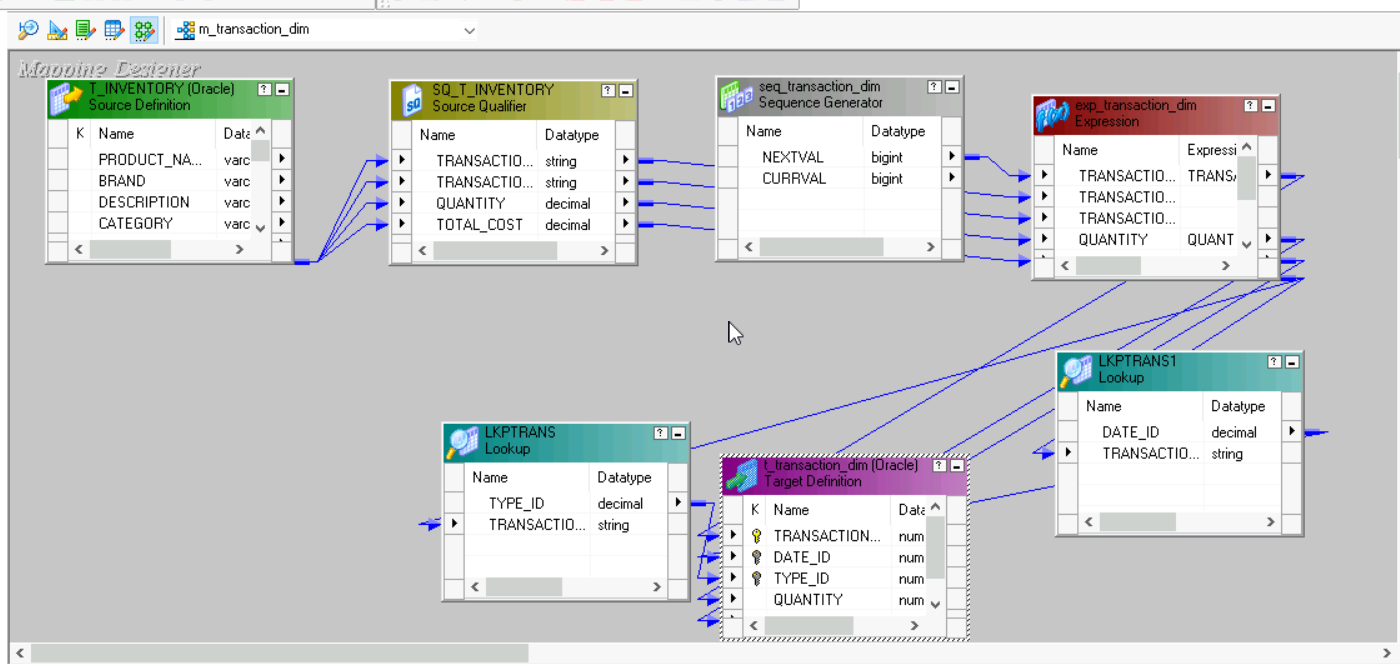 m_transaction_dim
Mapping Designer
T_INVENTORY (Oracle)
Source Definition
K Name Data
PRODUCT_NA... varc
BRAND varc
DESCRIPTION varc
CATEGORY varc
SQ_T_INVENTORY
Source Qualifier
Name Datatype
TRANSACTIO... string
TRANSACTIO... string
QUANTITY decimal
TOTAL_COST decimal
seq_transaction_dim
Sequence Generator
Name Datatype
NEXTVAL bigint
CURRVAL bigint
exp_transaction_dim
Expression
Name Expressi
TRANSACTIO... TRANSA
TRANSACTIO...
TRANSACTIO...
QUANTITY QUANT
LKPTRANS1
Lookup
Name Datatype
DATE_ID decimal
TRANSACTIO... string
LKPTRANS
Lookup
Name Datatype
TYPE_ID decimal
TRANSACTIO... string
t_transaction_dim (Oracle)
Target Definition
K Name Data
TRANSACTION... num
DATE_ID num
TYPE_ID num
QUANTITY num